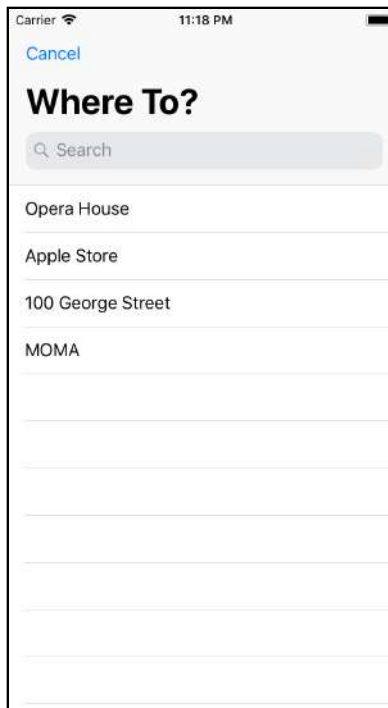 Carrier 11:18 PM
Cancel
Where To?
Search
Opera House
Apple Store
100 George Street
MOMA